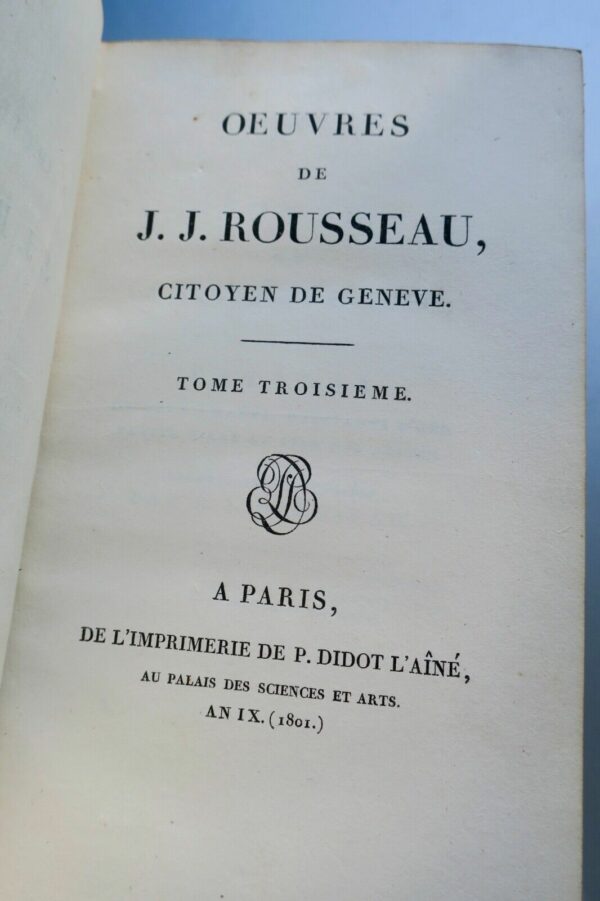 OEUVRES
DE
J. J. ROUSSEAU,
CITOYEN DE GENEVE.
TOME TROISIEME.
A PARIS,
DE L'IMPRIMERIE DE P. DIDOT L'AÎNÉ,
AU PALAIS DES SCIENCES ET ARTS.
AN IX. (1801.)